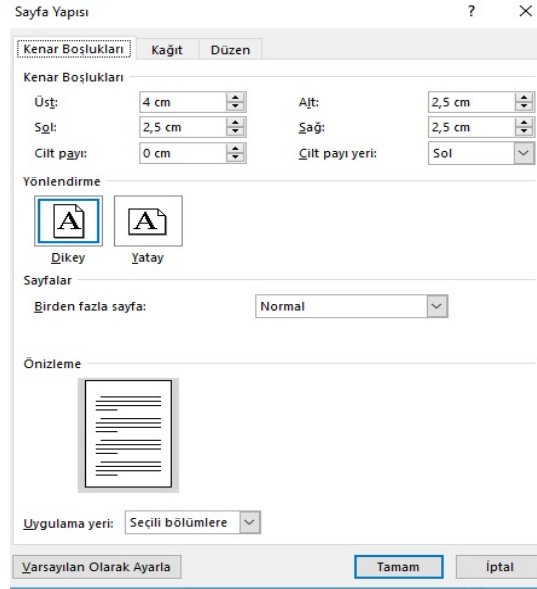 Sayfa Yapısı ? ×
Kenar Boşlukları Kağıt Düzen
Kenar Boşlukları
Üst: 4 cm Alt: 2,5 cm
Sol: 2,5 cm Sağ: 2,5 cm
Cilt payı: 0 cm Cilt payı yeri: Sol
Yönlendirme
A A
Dikey Yatay
Sayfalar
Birden fazla sayfa: Normal
Önizleme
Uygulama yeri: Seçili bölümlere
Varsayılan Olarak Ayarla Tamam İptal